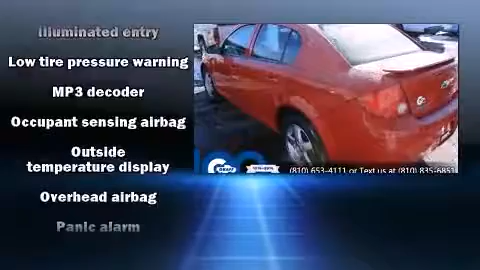 Illuminated entry
Low tire pressure warning
MP3 decoder
Occupant sensing airbag
Outside
temperature display
Overhead airbag
Panic alarm
(810) 653-4111 or Text us at (810) 835-6851